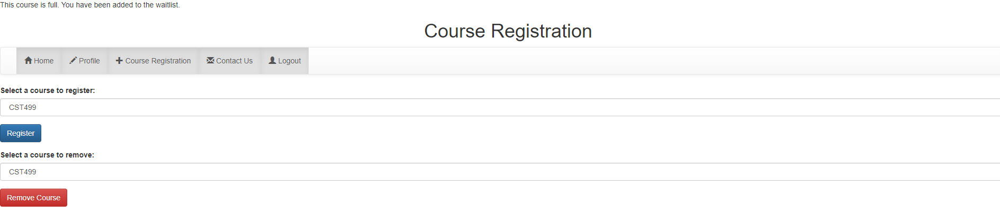 This course is full. You have been added to the waitlist.
Course Registration
Home Profile Course Registration Contact Us Logout
Select a course to register:
CST499
Register
Select a course to remove:
CST499
Remove Course